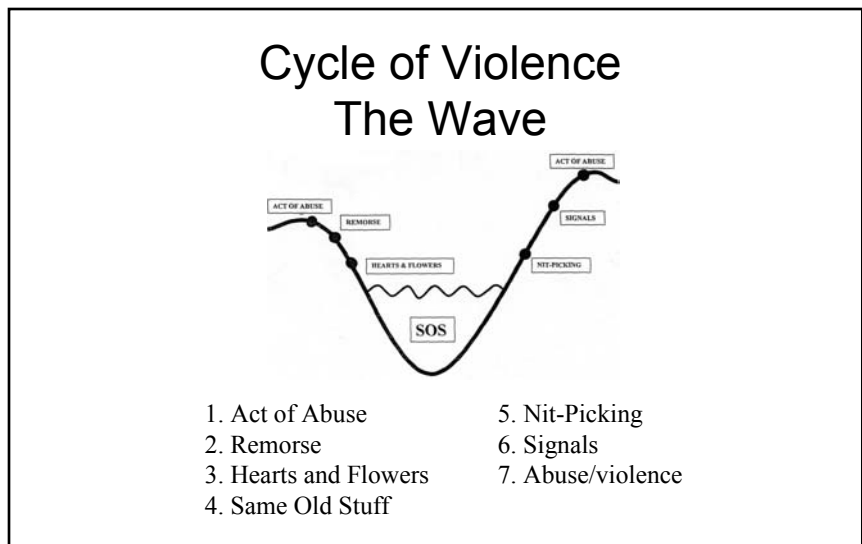 Cycle of Violence
The Wave
ACT OF ABUSE
ACT OF ABUSE
REMORSE
SIGNALS
HEARTS & FLOWERS
NIT-PICKING
SOS
1. Act of Abuse
2. Remorse
3. Hearts and Flowers
4. Same Old Stuff
5. Nit-Picking
6. Signals
7. Abuse/violence